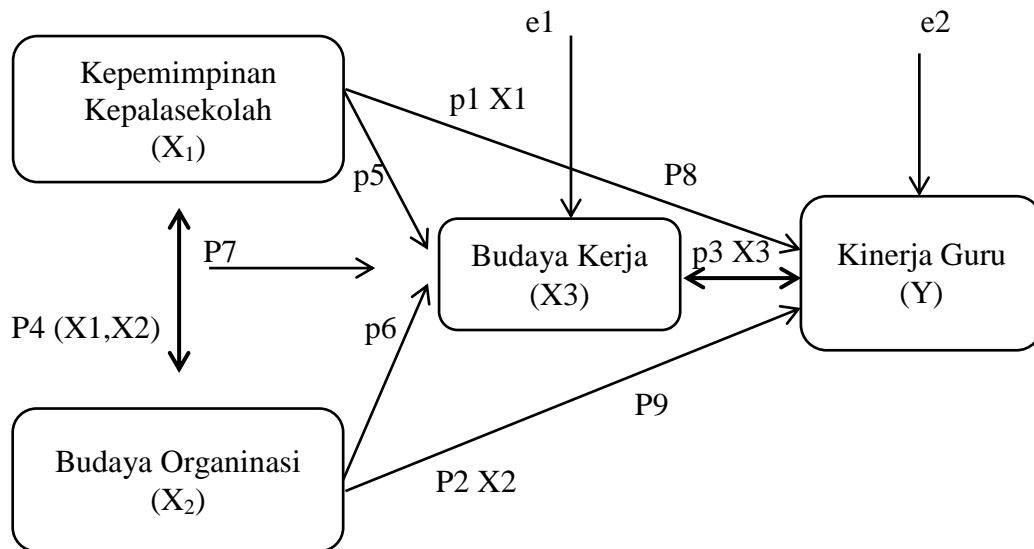 e1
e2
Kepemimpinan
Kepalasekolah
(X₁)
p1 X1
p5
P8
Budaya Kerja
(X3)
p3 X3
Kinerja Guru
(Y)
P7
P4 (X1,X2)
p6
P9
Budaya Organinasi
(X₂)
P2 X2